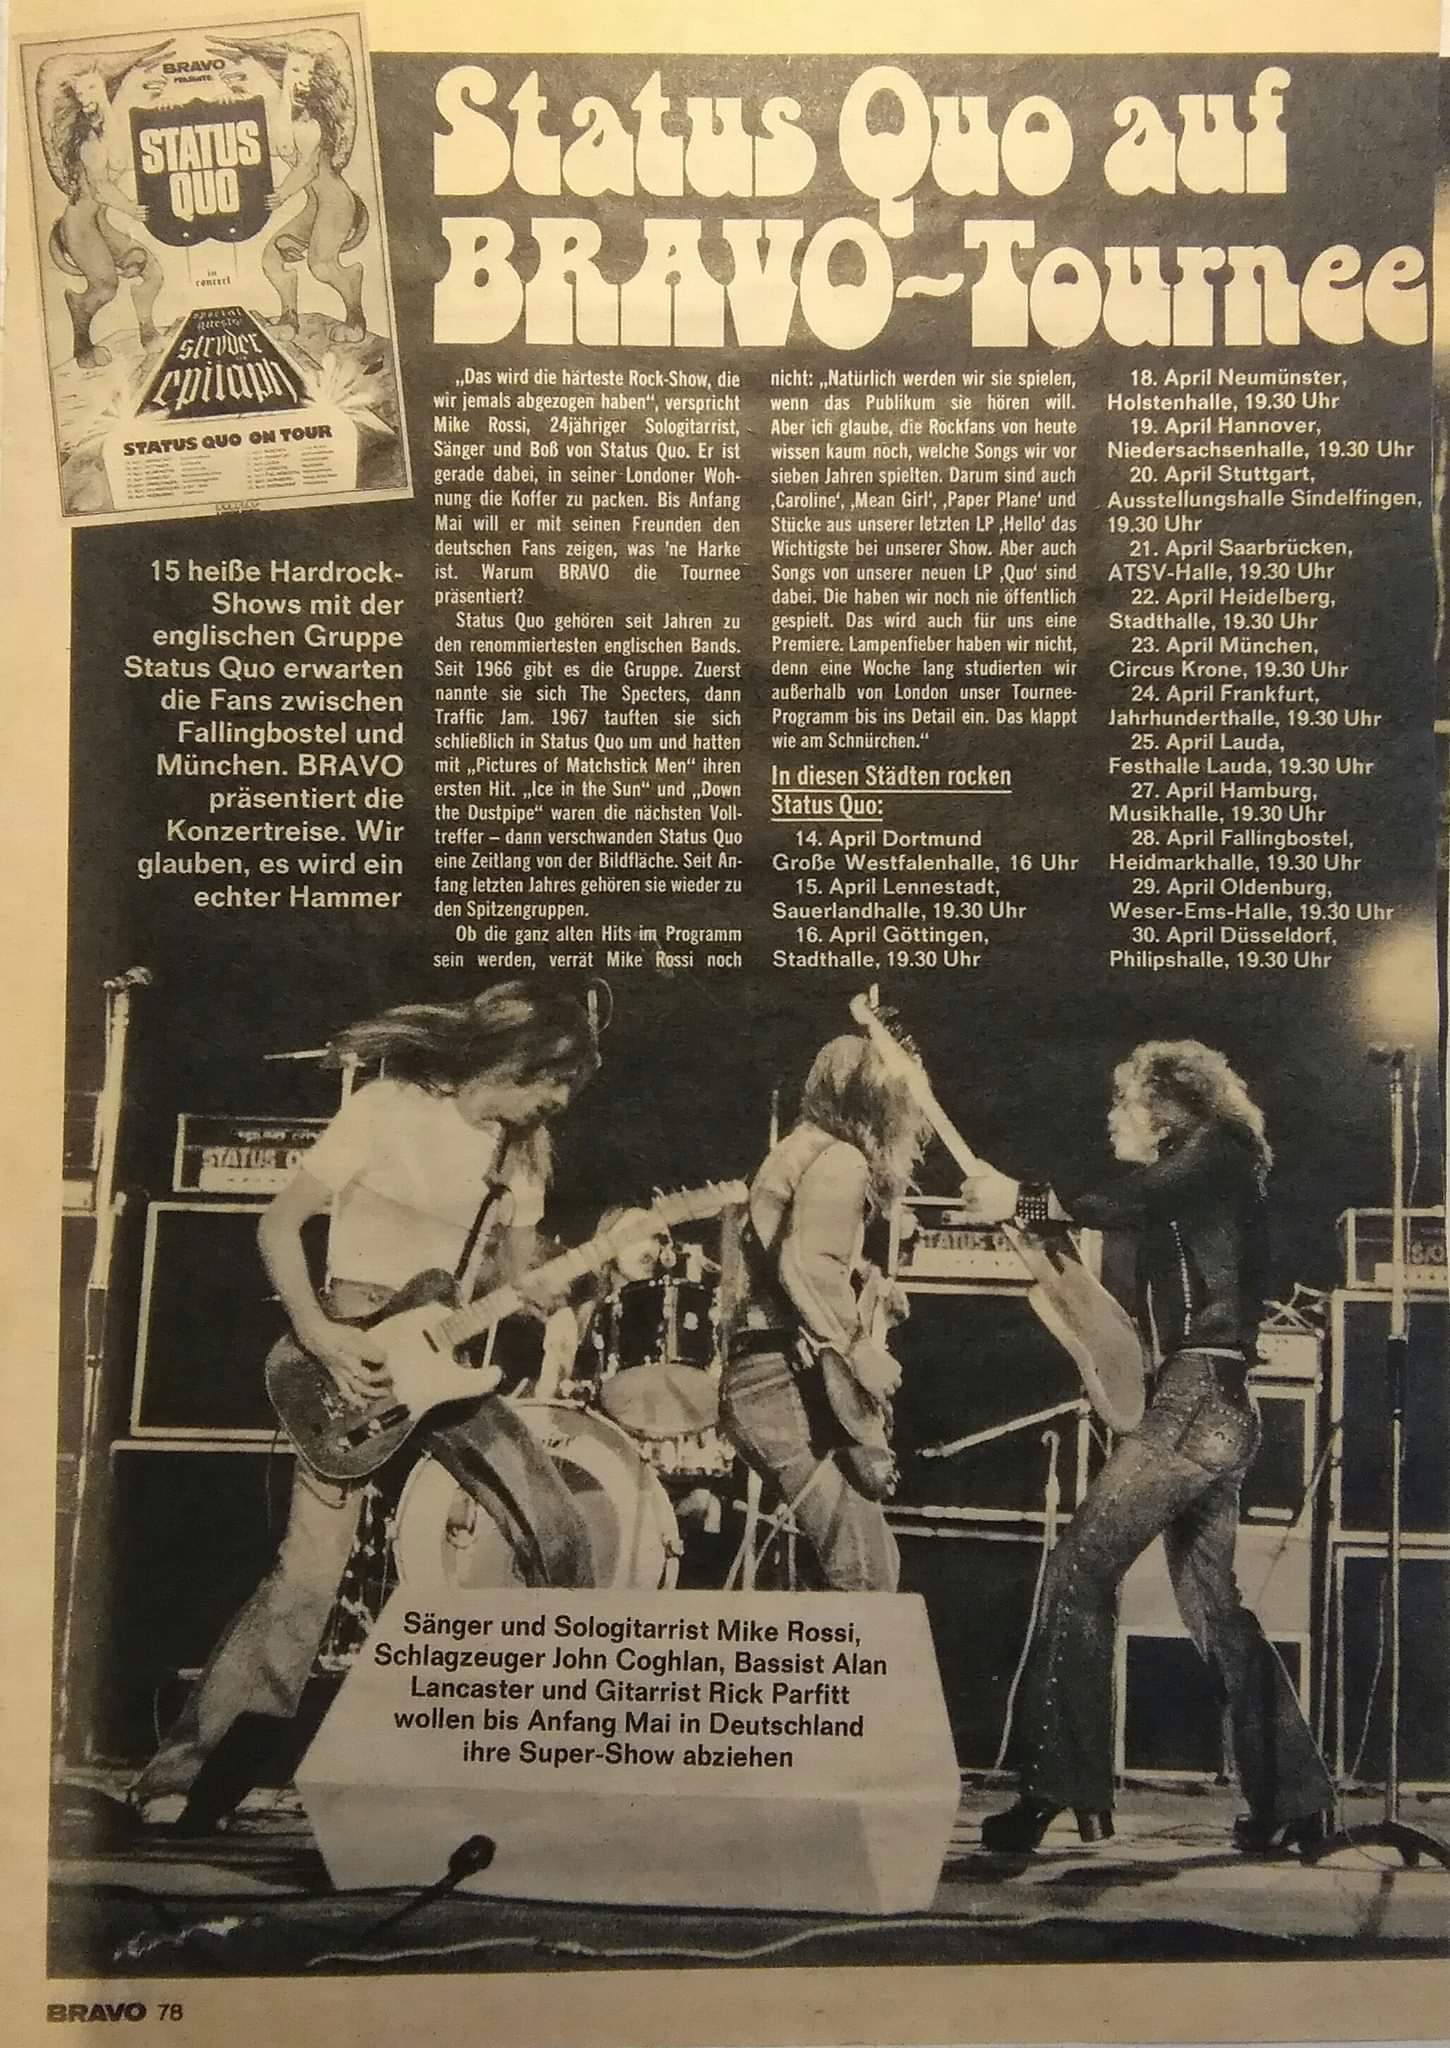 BRAVO
STATUS
QUO
in
concert
special
guests:
stryder
epitaph
STATUS QUO ON TOUR
Status Quo auf
BRAVO-Tournee
15 heiße Hardrock-
Shows mit der
englischen Gruppe
Status Quo erwarten
die Fans zwischen
Fallingbostel und
München. BRAVO
präsentiert die
Konzertreise. Wir
glauben, es wird ein
echter Hammer
„Das wird die härteste Rock-Show, die
wir jemals abgezogen haben“, verspricht
Mike Rossi, 24jähriger Sologitarrist,
Sänger und Boß von Status Quo. Er ist
gerade dabei, in seiner Londoner Woh-
nung die Koffer zu packen. Bis Anfang
Mai will er mit seinen Freunden den
deutschen Fans zeigen, was ’ne Harke
ist. Warum BRAVO die Tournee
präsentiert?
Status Quo gehören seit Jahren zu
den renommiertesten englischen Bands.
Seit 1966 gibt es die Gruppe. Zuerst
nannte sie sich The Specters, dann
Traffic Jam. 1967 tauften sie sich
schließlich in Status Quo um und hatten
mit „Pictures of Matchstick Men“ ihren
ersten Hit. „Ice in the Sun“ und „Down
the Dustpipe“ waren die nächsten Voll-
treffer – dann verschwanden Status Quo
eine Zeitlang von der Bildfläche. Seit An-
fang letzten Jahres gehören sie wieder zu
den Spitzengruppen.
Ob die ganz alten Hits im Programm
sein werden, verrät Mike Rossi noch
nicht: „Natürlich werden wir sie spielen,
wenn das Publikum sie hören will.
Aber ich glaube, die Rockfans von heute
wissen kaum noch, welche Songs wir vor
sieben Jahren spielten. Darum sind auch
‚Caroline‘, ‚Mean Girl‘, ‚Paper Plane‘ und
Stücke aus unserer letzten LP ‚Hello‘ das
Wichtigste bei unserer Show. Aber auch
Songs von unserer neuen LP ‚Quo‘ sind
dabei. Die haben wir noch nie öffentlich
gespielt. Das wird auch für uns eine
Premiere. Lampenfieber haben wir nicht,
denn eine Woche lang studierten wir
außerhalb von London unser Tournee-
Programm bis ins Detail ein. Das klappt
wie am Schnürchen.“
In diesen Städten rocken
Status Quo:
14. April Dortmund
Große Westfalenhalle, 16 Uhr
15. April Lennestadt,
Sauerlandhalle, 19.30 Uhr
16. April Göttingen,
Stadthalle, 19.30 Uhr
18. April Neumünster,
Holstenhalle, 19.30 Uhr
19. April Hannover,
Niedersachsenhalle, 19.30 Uhr
20. April Stuttgart,
Ausstellungshalle Sindelfingen,
19.30 Uhr
21. April Saarbrücken,
ATSV-Halle, 19.30 Uhr
22. April Heidelberg,
Stadthalle, 19.30 Uhr
23. April München,
Circus Krone, 19.30 Uhr
24. April Frankfurt,
Jahrhunderthalle, 19.30 Uhr
25. April Lauda,
Festhalle Lauda, 19.30 Uhr
27. April Hamburg,
Musikhalle, 19.30 Uhr
28. April Fallingbostel,
Heidmarkhalle, 19.30 Uhr
29. April Oldenburg,
Weser-Ems-Halle, 19.30 Uhr
30. April Düsseldorf,
Philipshalle, 19.30 Uhr
STATUS
STATUS
Sänger und Sologitarrist Mike Rossi,
Schlagzeuger John Coghlan, Bassist Alan
Lancaster und Gitarrist Rick Parfitt
wollen bis Anfang Mai in Deutschland
ihre Super-Show abziehen
BRAVO 78